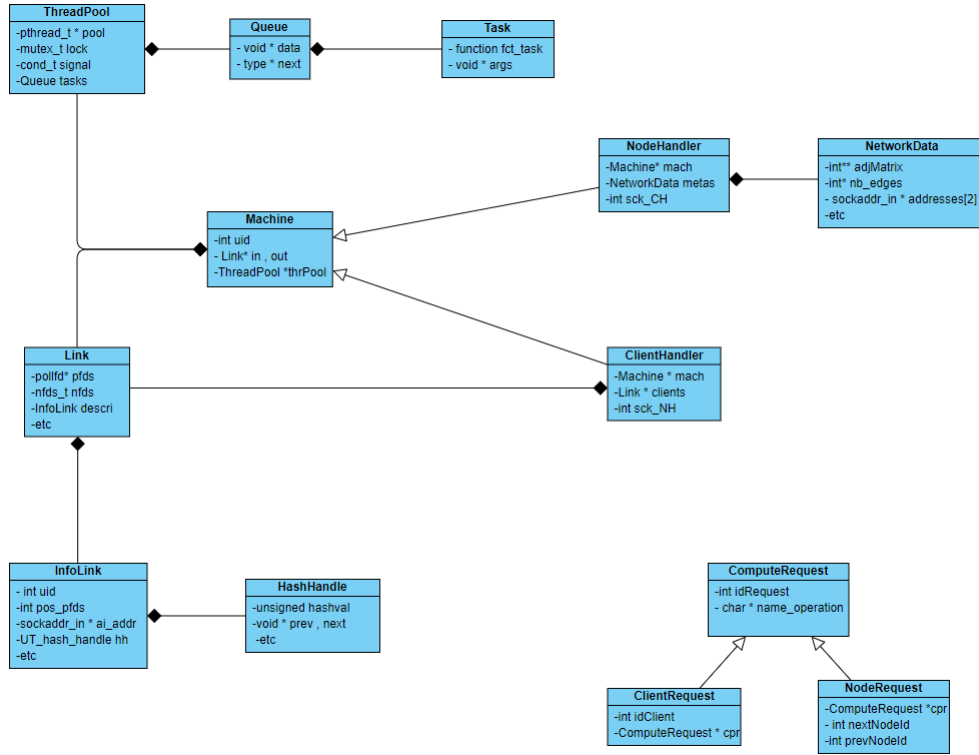 ThreadPool
-pthread_t * pool
-mutex_t lock
-cond_t signal
-Queue tasks
Queue
- void * data
- type * next
Task
- function fct_task
- void * args
NodeHandler
-Machine* mach
-NetworkData metas
-int sck_CH
NetworkData
-int** adjMatrix
-int* nb_edges
- sockaddr_in * addresses[2]
-etc
Machine
-int uid
- Link* in , out
-ThreadPool *thrPool
Link
-pollfd* pfds
-nfds_t nfds
-InfoLink descri
-etc
ClientHandler
-Machine * mach
-Link * clients
-int sck_NH
InfoLink
- int uid
-int pos_pfds
-sockaddr_in * ai_addr
-UT_hash_handle hh
-etc
HashHandle
-unsigned hashval
-void * prev , next
-etc
ComputeRequest
-int idRequest
- char * name_operation
ClientRequest
-int idClient
-ComputeRequest * cpr
NodeRequest
-ComputeRequest *cpr
- int nextNodeId
-int prevNodeId